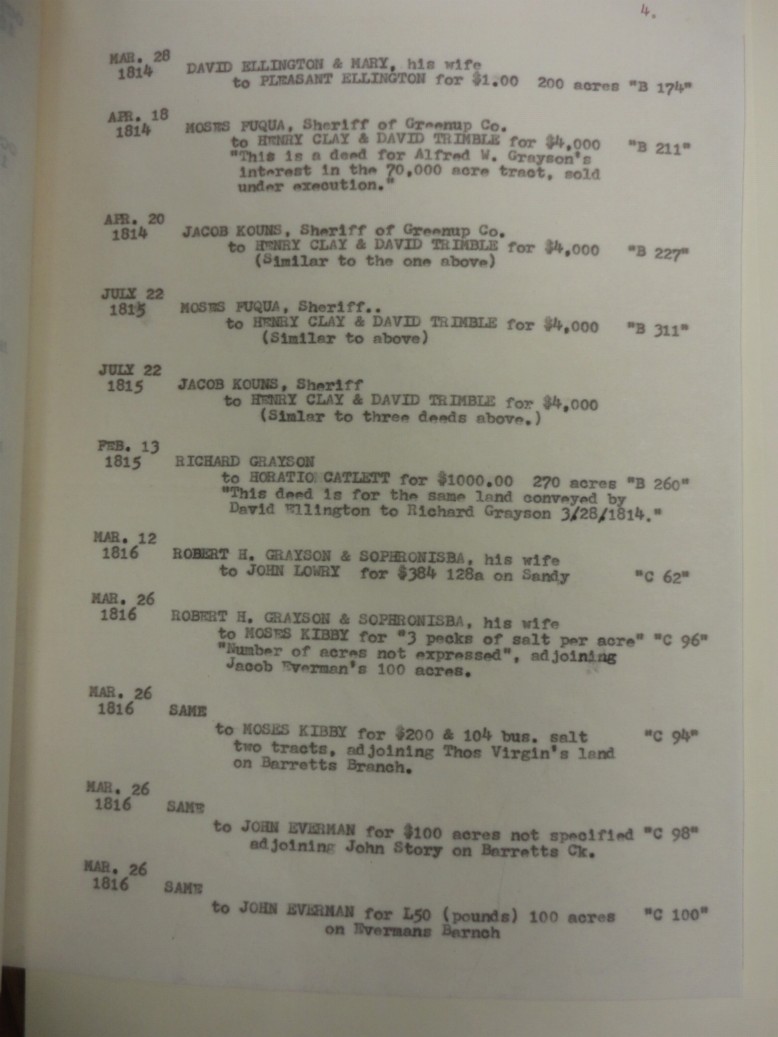 4.
MAR. 28
1814 DAVID ELLINGTON & MARY, his wife
to PLEASANT ELLINGTON for $1.00 200 acres "B 174"
APR. 18
1814 MOSES FUQUA, Sheriff of Greenup Co.
to HENRY CLAY & DAVID TRIMBLE for $4,000 "B 211"
"This is a deed for Alfred W. Grayson's
interest in the 70,000 acre tract, sold
under execution."
APR. 20
1814 JACOB KOUNS, Sheriff of Greenup Co.
to HENRY CLAY & DAVID TRIMBLE for $4,000 "B 227"
(Similar to the one above)
JULY 22
1815 MOSES FUQUA, Sheriff..
to HENRY CLAY & DAVID TRIMBLE for $4,000 "B 311"
(Similar to above)
JULY 22
1815 JACOB KOUNS, Sheriff
to HENRY CLAY & DAVID TRIMBLE for $4,000
(Simlar to three deeds above.)
FEB. 13
1815 RICHARD GRAYSON
to HORATIO CATLETT for $1000.00 270 acres "B 260"
"This deed is for the same land conveyed by
David Ellington to Richard Grayson 3/28/1814."
MAR. 12
1816 ROBERT H. GRAYSON & SOPHRONISBA, his wife
to JOHN LOWRY for $384 128a on Sandy "C 62"
MAR. 26
1816 ROBERT H. GRAYSON & SOPHRONISBA, his wife
to MOSES KIBBY for "3 pecks of salt per acre" "C 96"
"Number of acres not expressed", adjoining
Jacob Everman's 100 acres.
MAR. 26
1816 SAME
to MOSES KIBBY for $200 & 104 bus. salt "C 94"
two tracts, adjoining Thos Virgin's land
on Barretts Branch.
MAR. 26
1816 SAME
to JOHN EVERMAN for $100 acres not specified "C 98"
adjoining John Story on Barretts Ck.
MAR. 26
1816 SAME
to JOHN EVERMAN for L50 (pounds) 100 acres "C 100"
on Evermans Barnch